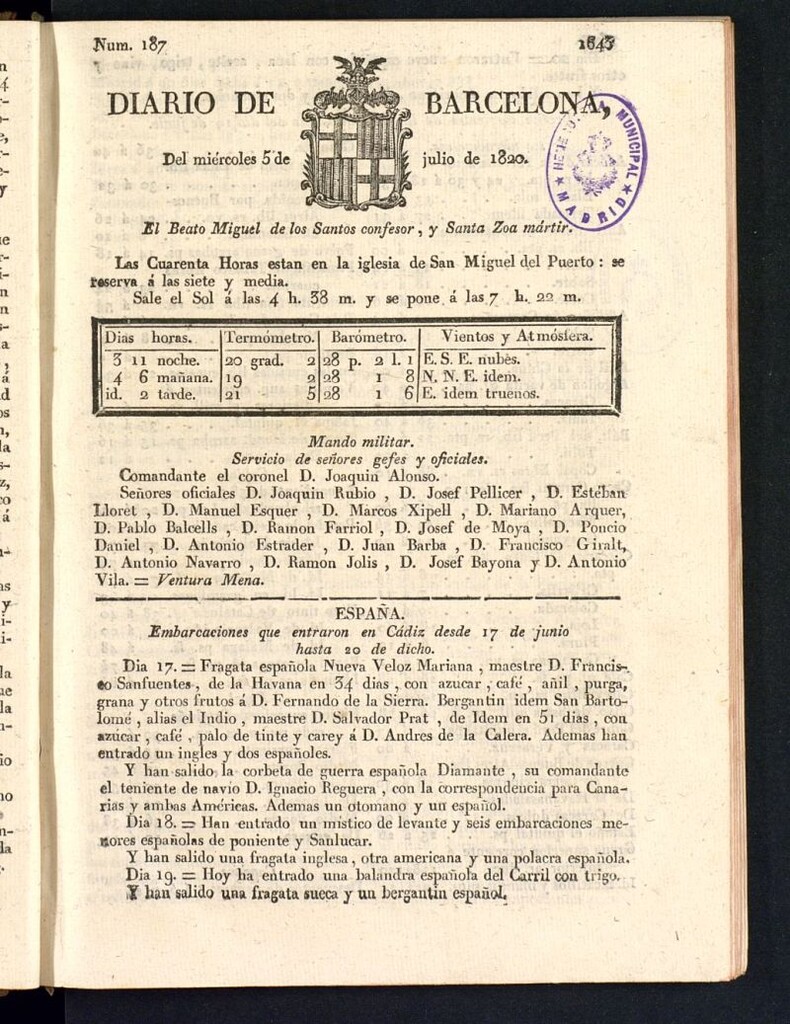 Num. 187
1643
DIARIO DE BARCELONA,
Del miércoles 5 de julio de 1820.
HEMEROTECA MUNICIPAL
★ MADRID ★
El Beato Miguel de los Santos confesor, y Santa Zoa mártir.
Las Cuarenta Horas estan en la iglesia de San Miguel del Puerto: se
reserva á las siete y media.
Sale el Sol á las 4 h. 38 m. y se pone á las 7 h. 22 m.
Dias horas. Termómetro. Barómetro. Vientos y Atmósfera.
3 11 noche. 20 grad. 2 28 p. 2 l. 1 E. S. E. nubes.
4 6 mañana. 19 2 28 1 8 N. N. E. idem.
id. 2 tarde. 21 5 28 1 6 E. idem truenos.
Mando militar.
Servicio de señores gefes y oficiales.
Comandante el coronel D. Joaquin Alonso.
Señores oficiales D. Joaquin Rubio, D. Josef Pellicer, D. Estéban
Lloret, D. Manuel Esquer, D. Marcos Xipell, D. Mariano Arquer,
D. Pablo Balcells, D. Ramon Farriol, D. Josef de Moya, D. Poncio
Daniel, D. Antonio Estrader, D. Juan Barba, D. Francisco Giralt,
D. Antonio Navarro, D. Ramon Jolis, D. Josef Bayona y D. Antonio
Vila. = Ventura Mena.
ESPAÑA.
Embarcaciones que entraron en Cádiz desde 17 de junio
hasta 20 de dicho.
Dia 17. = Fragata española Nueva Veloz Mariana, maestre D. Francis-
co Sanfuentes, de la Havana en 34 dias, con azucar, café, añil, purga,
grana y otros frutos á D. Fernando de la Sierra. Bergantin idem San Barto-
lomé, alias el Indio, maestre D. Salvador Prat, de Idem en 51 dias, con
azúcar, café, palo de tinte y carey á D. Andres de la Calera. Ademas han
entrado un ingles y dos españoles.
Y han salido la corbeta de guerra española Diamante, su comandante
el teniente de navio D. Ignacio Reguera, con la correspondencia para Cana-
rias y ambas Américas. Ademas un otomano y un español.
Dia 18. = Han entrado un místico de levante y seis embarcaciones me-
nores españolas de poniente y Sanlucar.
Y han salido una fragata inglesa, otra americana y una polacra española.
Dia 19. = Hoy ha entrado una balandra española del Carril con trigo.
Y han salido una fragata sueca y un bergantin español.